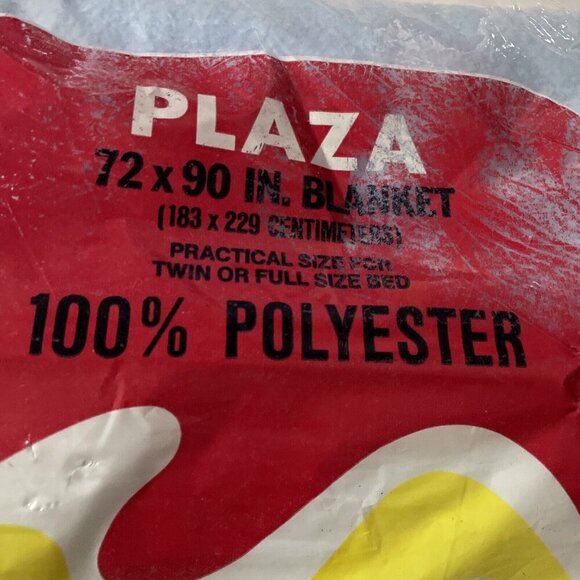 PLAZA
72 x 90 IN. BLANKET
(183 x 229 CENTIMETERS)
PRACTICAL SIZE FOR
TWIN OR FULL SIZE BED
100% POLYESTER